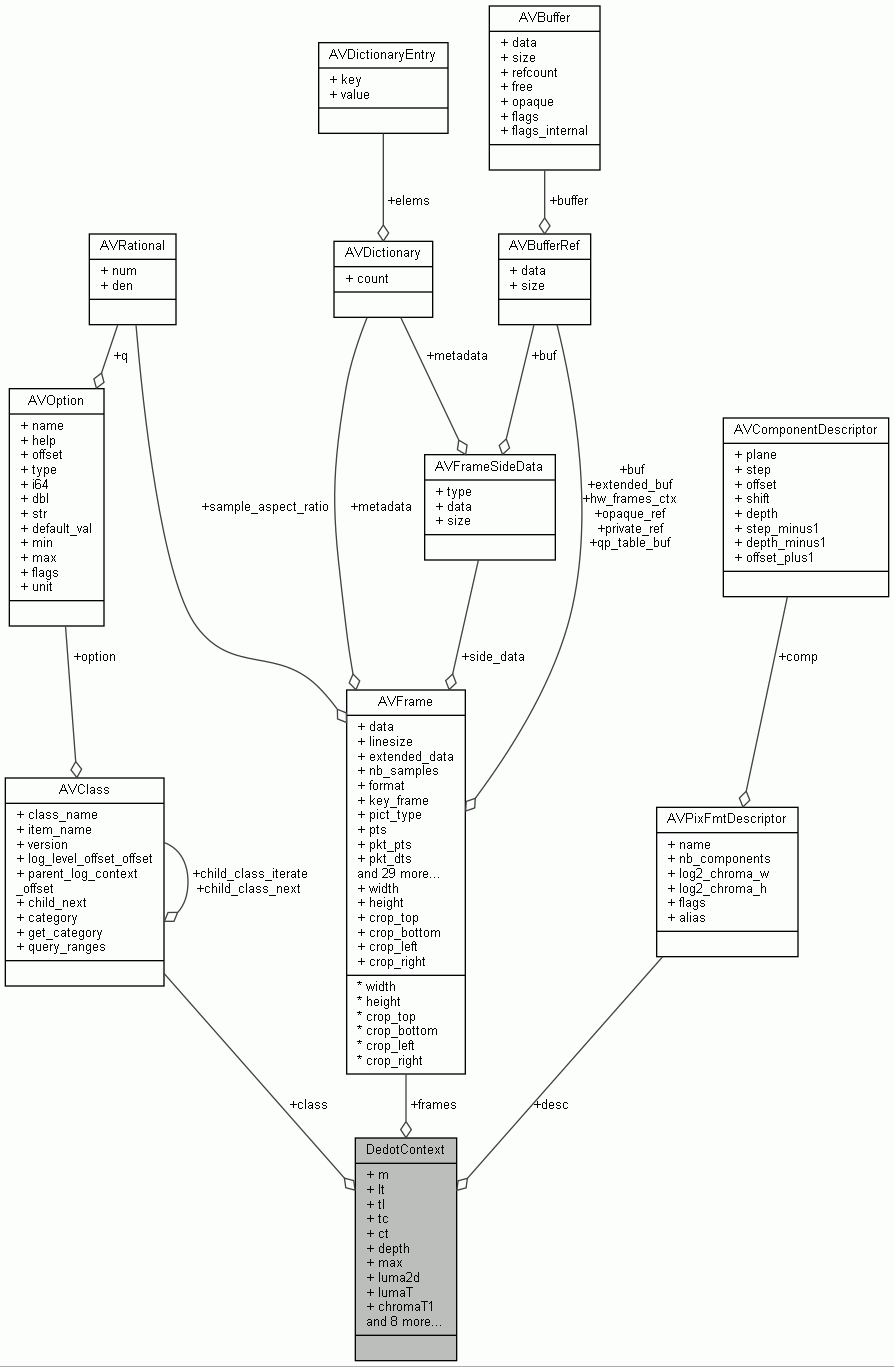 AVBuffer
+ data
+ size
+ refcount
+ free
+ opaque
+ flags
+ flags_internal
AVDictionaryEntry
+ key
+ value
+elems
+buffer
AVRational
+ num
+ den
AVDictionary
+ count
AVBufferRef
+ data
+ size
+q
+metadata
+buf
AVOption
+ name
+ help
+ offset
+ type
+ i64
+ dbl
+ str
+ default_val
+ min
+ max
+ flags
+ unit
AVFrameSideData
+ type
+ data
+ size
+sample_aspect_ratio
+metadata
+buf
+extended_buf
+hw_frames_ctx
+opaque_ref
+private_ref
+qp_table_buf
AVComponentDescriptor
+ plane
+ step
+ offset
+ shift
+ depth
+ step_minus1
+ depth_minus1
+ offset_plus1
+option
+side_data
+comp
AVFrame
+ data
+ linesize
+ extended_data
+ nb_samples
+ format
+ key_frame
+ pict_type
+ pts
+ pkt_pts
+ pkt_dts
and 29 more...
+ width
+ height
+ crop_top
+ crop_bottom
+ crop_left
+ crop_right
* width
* height
* crop_top
* crop_bottom
* crop_left
* crop_right
AVClass
+ class_name
+ item_name
+ version
+ log_level_offset_offset
+ parent_log_context
_offset
+ child_next
+ category
+ get_category
+ query_ranges
+child_class_iterate
+child_class_next
AVPixFmtDescriptor
+ name
+ nb_components
+ log2_chroma_w
+ log2_chroma_h
+ flags
+ alias
+class
+frames
+desc
DedotContext
+ m
+ lt
+ tl
+ tc
+ ct
+ depth
+ max
+ luma2d
+ lumaT
+ chromaT1
and 8 more...